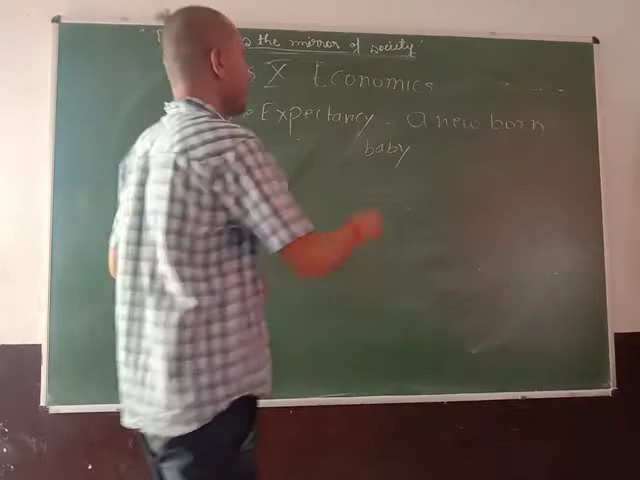 the mirror of society"
X Economics
Expectancy - A new born
baby